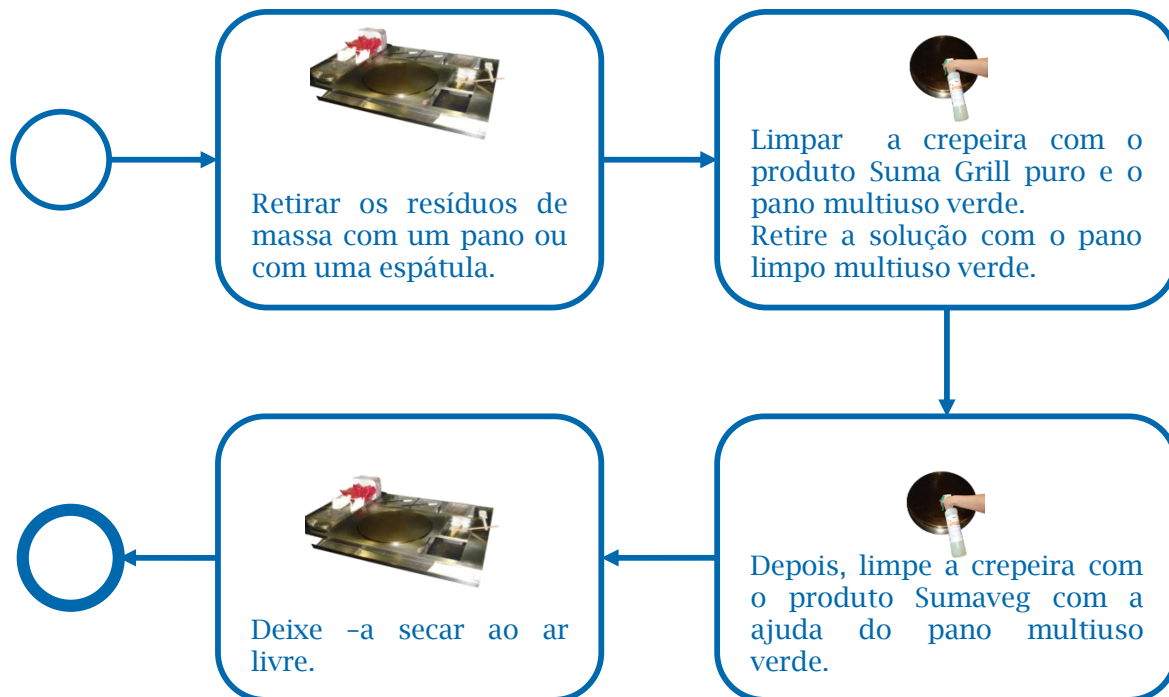 Retirar os resíduos de
massa com um pano ou
com uma espátula.
Limpar a crepeira com o
produto Suma Grill puro e o
pano multiuso verde.
Retire a solução com o pano
limpo multiuso verde.
Depois, limpe a crepeira com
o produto Sumaveg com a
ajuda do pano multiuso
verde.
Deixe –a secar ao ar
livre.